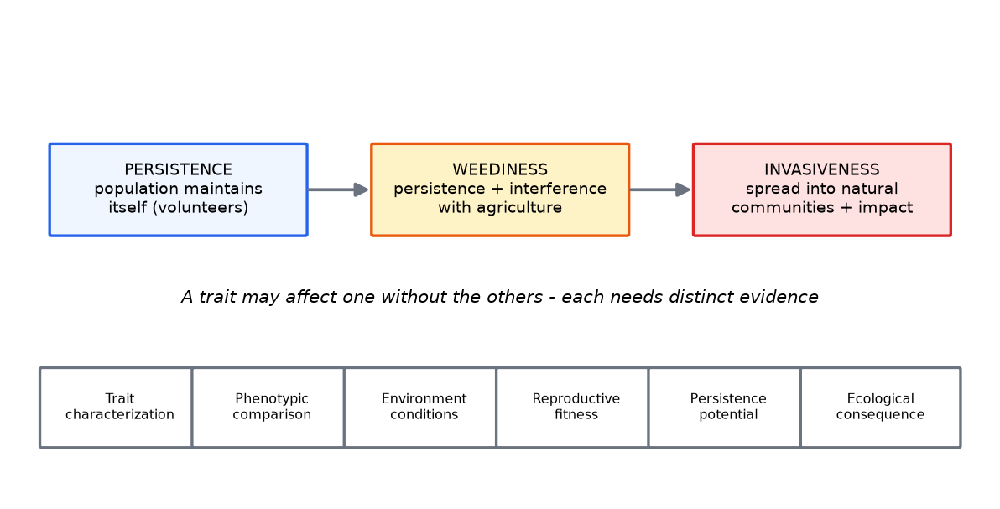 PERSISTENCE
population maintains
itself (volunteers)
WEEDINESS
persistence + interference
with agriculture
INVASIVENESS
spread into natural
communities + impact
A trait may affect one without the others - each needs distinct evidence
Trait
characterization
Phenotypic
comparison
Environment
conditions
Reproductive
fitness
Persistence
potential
Ecological
consequence